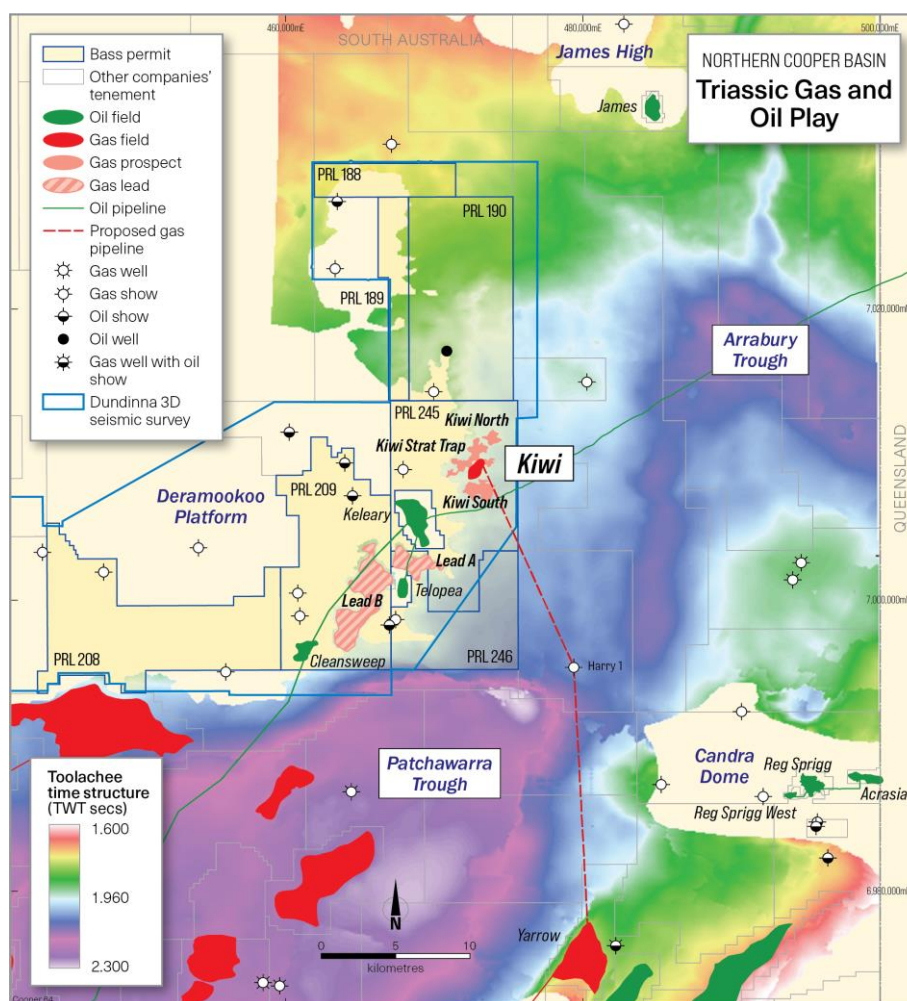 460,000mE
480,000mE
500,000mE
SOUTH AUSTRALIA
QUEENSLAND
NORTHERN COOPER BASIN
Triassic Gas and
Oil Play
Bass permit
Other companies'
tenement
Oil field
Gas field
Gas prospect
Gas lead
Oil pipeline
Proposed gas
pipeline
Gas well
Gas show
Oil show
Oil well
Gas well with oil
show
Dundinna 3D
seismic survey
James High
James
PRL 188
PRL 190
PRL 189
7,020,000mN
Arrabury
Trough
PRL 245
Kiwi North
Kiwi Strat Trap
Kiwi
Kiwi South
Deramookoo
Platform
PRL 209
Keleary
Lead A
Telopea
Lead B
7,000,000mN
Cleansweep
PRL 208
PRL 246
Harry 1
Patchawarra
Trough
Candra
Dome
Reg Sprigg
Acrasia
Reg Sprigg West
Toolachee
time structure
(TWT secs)
1.600
1.960
2.300
6,980,000mN
Yarrow
N
0
5
10
kilometres